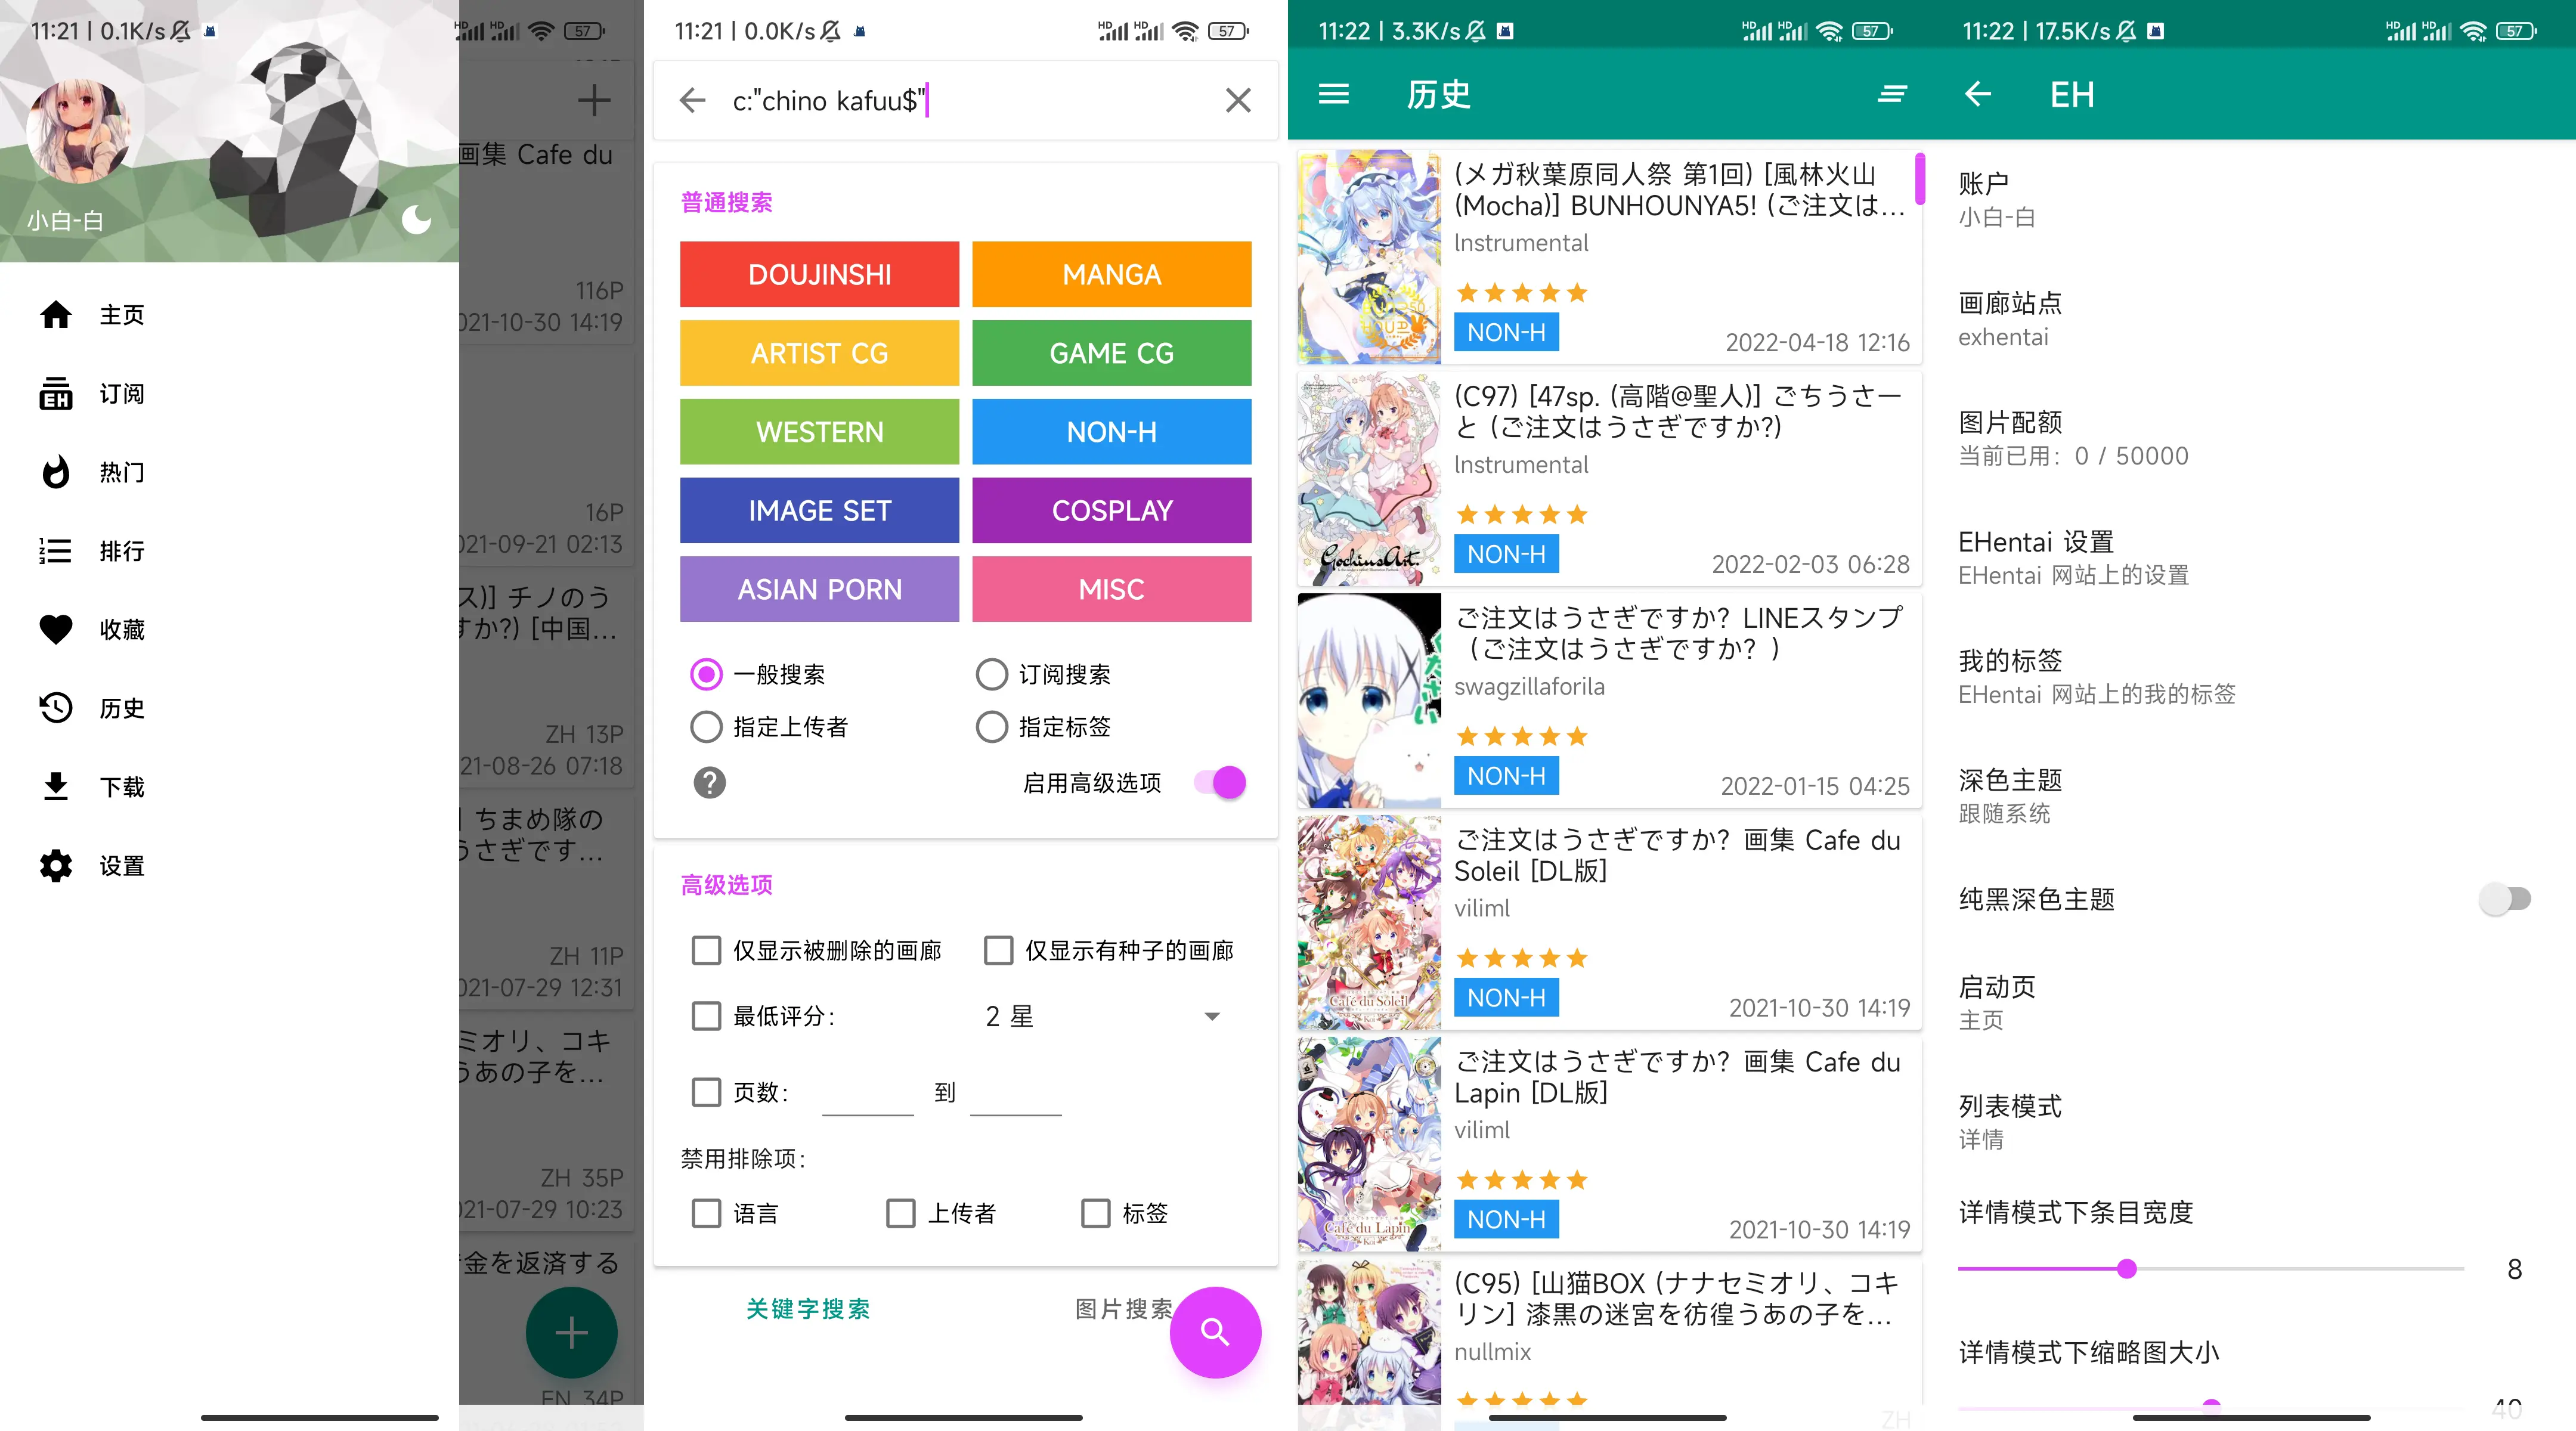 11:21 | 0.1K/s
HD HD 57
小白-白
主页
订阅
热门
排行
收藏
历史
下载
设置
画集 Cafe du
116P
021-10-30 14:19
16P
021-09-21 02:13
ス)] チノのう
すか?) [中国...
ZH 13P
21-08-26 07:18
ちまめ隊の
うさぎです...
ZH 11P
021-07-29 12:31
ミオリ、コキ
うあの子を...
ZH 35P
021-07-29 10:23
金を返済する
EN 34P
11:21 | 0.0K/s
HD HD 57
c:"chino kafuu$"
普通搜索
DOUJINSHI
MANGA
ARTIST CG
GAME CG
WESTERN
NON-H
IMAGE SET
COSPLAY
ASIAN PORN
MISC
一般搜索
订阅搜索
指定上传者
指定标签
启用高级选项
高级选项
仅显示被删除的画廊
仅显示有种子的画廊
最低评分:
2 星
页数:
到
禁用排除项:
语言
上传者
标签
关键字搜索
图片搜索
11:22 | 3.3K/s
HD HD 57
历史
(メガ秋葉原同人祭 第1回) [風林火山
(Mocha)] BUNHOUNYA5! (ご注文は...
lnstrumental
NON-H
2022-04-18 12:16
(C97) [47sp. (高階@聖人)] ごちうさー
と (ご注文はうさぎですか?)
lnstrumental
GochiusArt.
NON-H
2022-02-03 06:28
ご注文はうさぎですか? LINEスタンプ
（ご注文はうさぎですか? ）
swagzillaforila
NON-H
2022-01-15 04:25
ご注文はうさぎですか? 画集 Cafe du
Soleil [DL版]
viliml
Café du Soleil
NON-H
2021-10-30 14:19
ご注文はうさぎですか? 画集 Cafe du
Lapin [DL版]
viliml
Café du Lapin
NON-H
2021-10-30 14:19
(C95) [山猫BOX (ナナセミオリ、コキ
リン] 漆黒の迷宮を彷徨うあの子を...
nullmix
ZH
11:22 | 17.5K/s
HD HD 57
EH
账户
小白-白
画廊站点
exhentai
图片配额
当前已用: 0 / 50000
EHentai 设置
EHentai 网站上的设置
我的标签
EHentai 网站上的我的标签
深色主题
跟随系统
纯黑深色主题
启动页
主页
列表模式
详情
详情模式下条目宽度
8
详情模式下缩略图大小
40